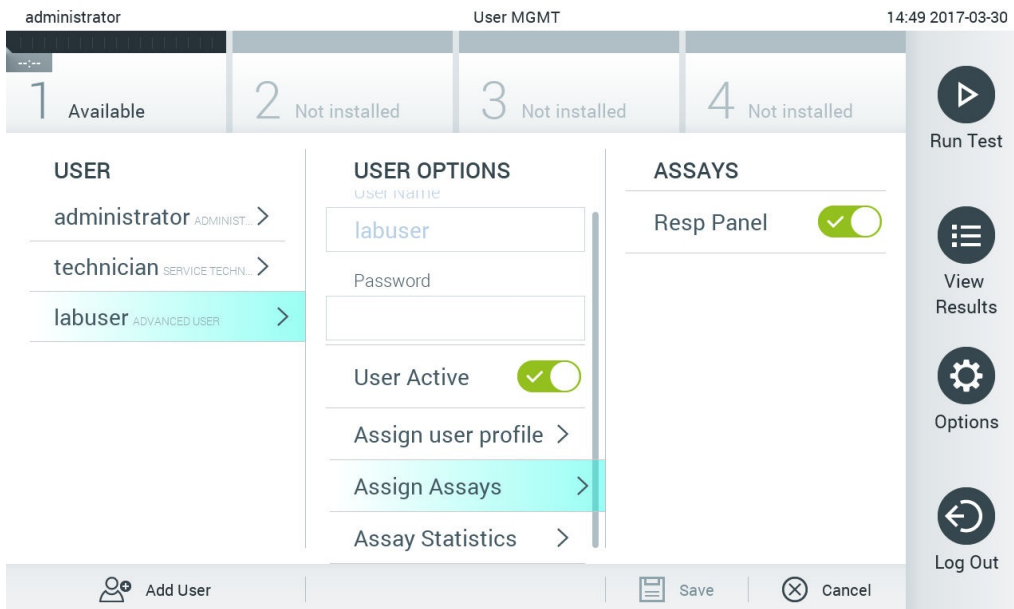 administrator
User MGMT
14:49 2017-03-30
--:--
1 Available
2 Not installed
3 Not installed
4 Not installed
Run Test
USER
administrator ADMINIST...
technician SERVICE TECHN...
labuser ADVANCED USER
USER OPTIONS
User Name
labuser
Password
User Active
Assign user profile
Assign Assays
Assay Statistics
ASSAYS
Resp Panel
View
Results
Options
Log Out
Add User
Save
Cancel